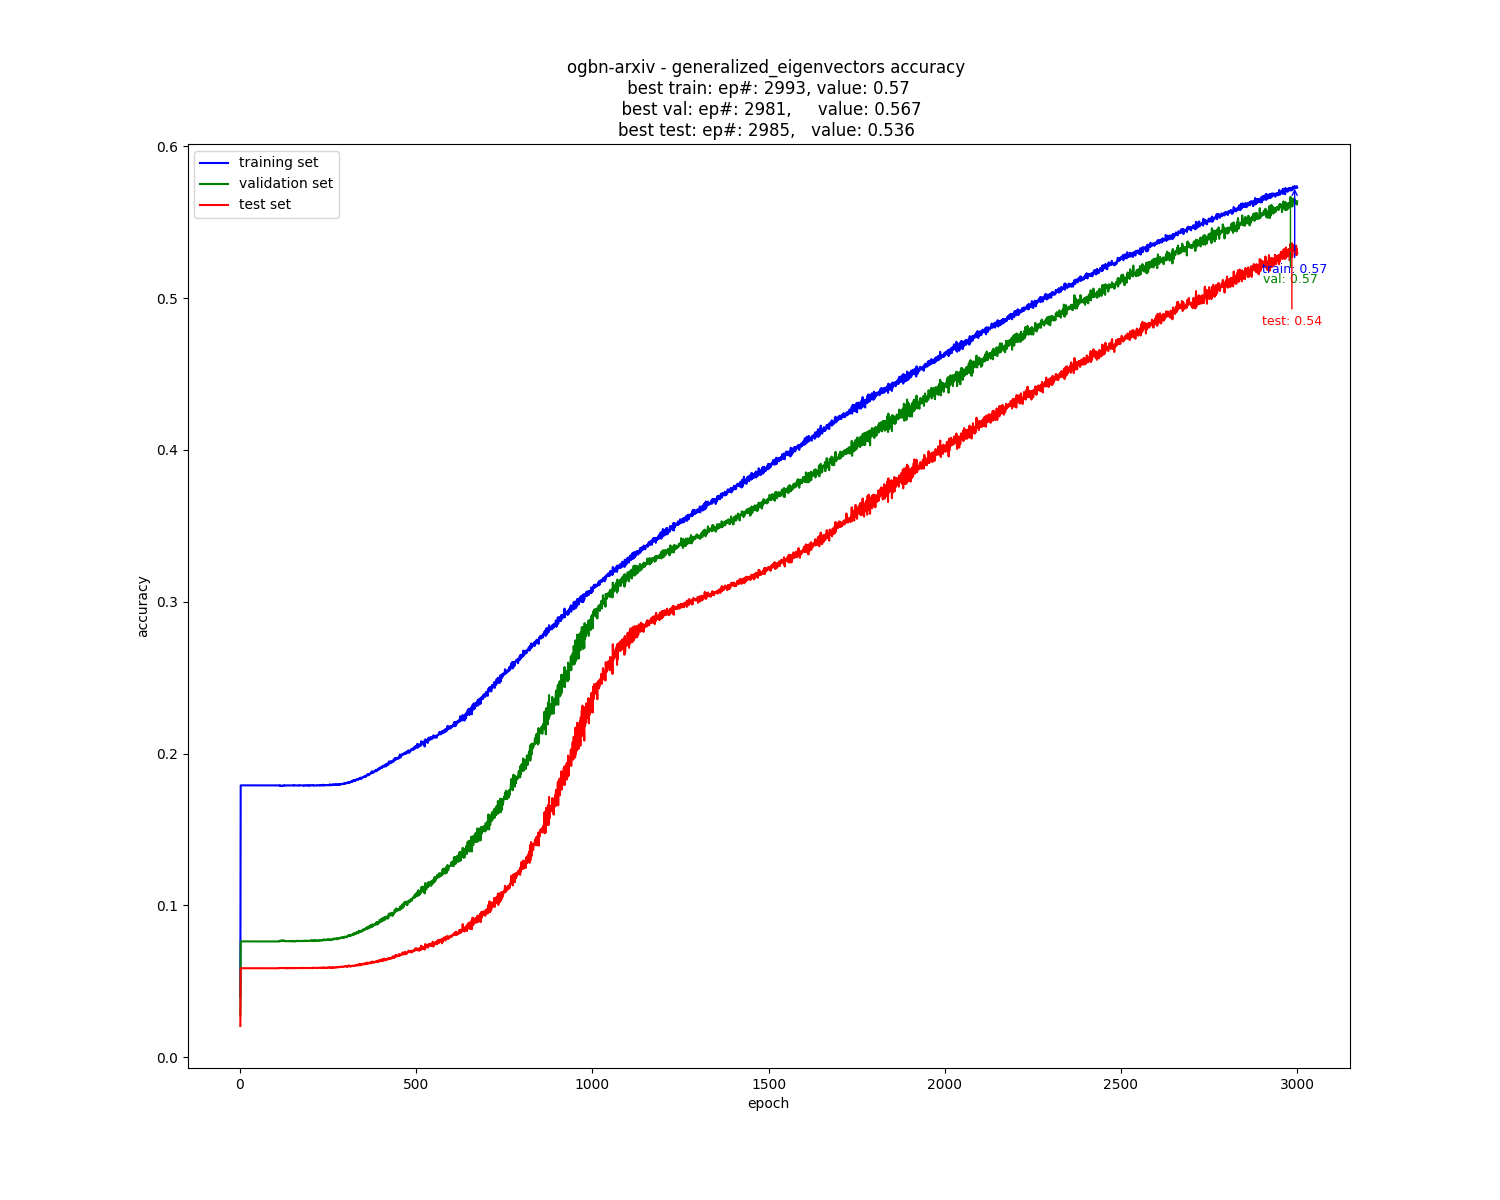 ogbn-arxiv - generalized_eigenvectors accuracy
best train: ep#: 2993, value: 0.57
best val: ep#: 2981, value: 0.567
best test: ep#: 2985, value: 0.536
training set
validation set
test set
0.6
0.5
0.4
0.3
0.2
0.1
0.0
accuracy
train: 0.57
val: 0.57
test: 0.54
0 500 1000 1500 2000 2500 3000
epoch